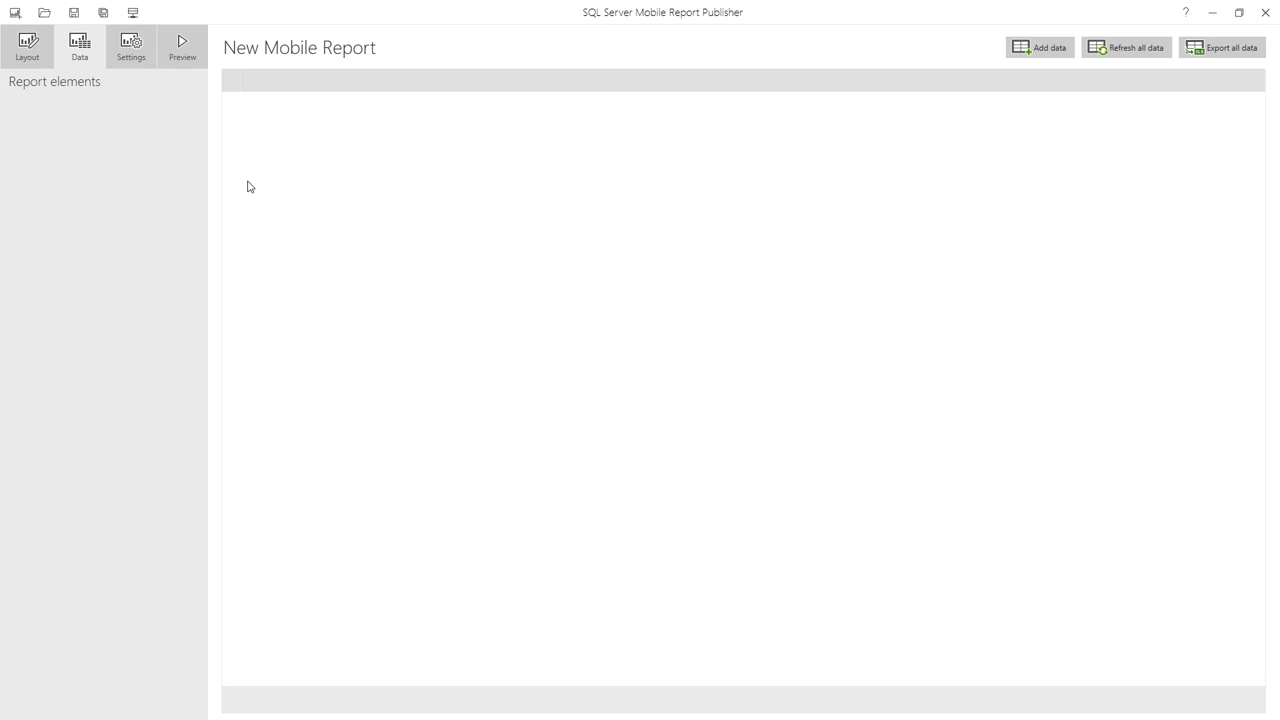 SQL Server Mobile Report Publisher
?
Layout
Data
Settings
Preview
New Mobile Report
Add data
Refresh all data
Export all data
Report elements